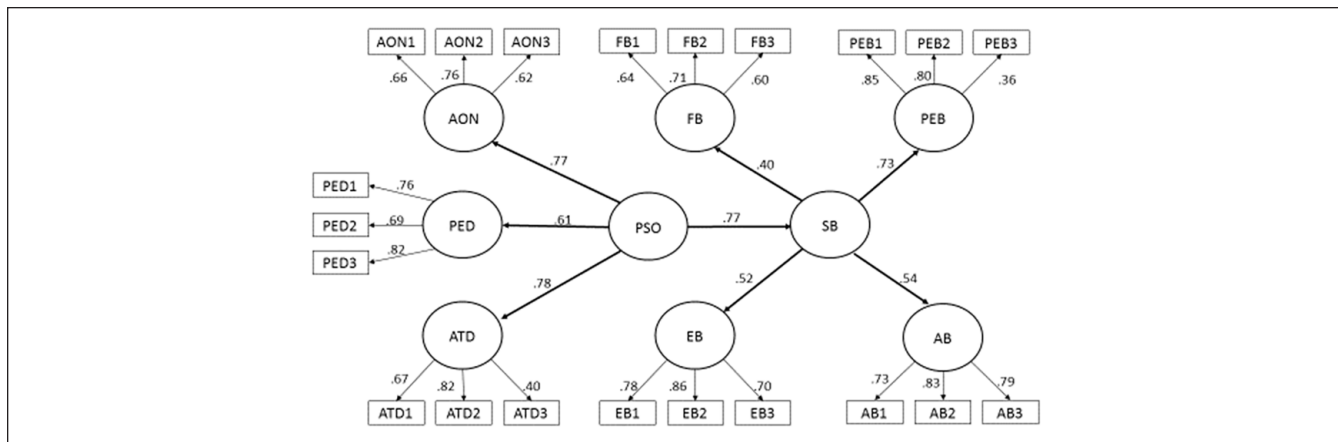 AON1 AON2 AON3
.66 .76 .62
AON
FB1 FB2 FB3
.64 .71 .60
FB
PEB1 PEB2 PEB3
.85 .80 .36
PEB
.77
.40
.73
PED1 .76
PED2 .69
PED3 .82
PED
.61
PSO
.77
SB
.78
.52
.54
ATD
.67 .82 .40
ATD1 ATD2 ATD3
EB
.78 .86 .70
EB1 EB2 EB3
AB
.73 .83 .79
AB1 AB2 AB3